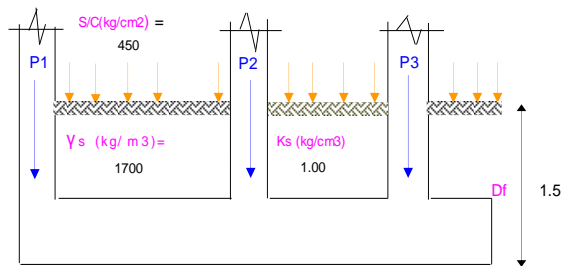 S/C(kg/cm2) =
450
P1 P2 P3
γs (kg/ m3)= Ks (kg/cm3)
1700 1.00
Df 1.5